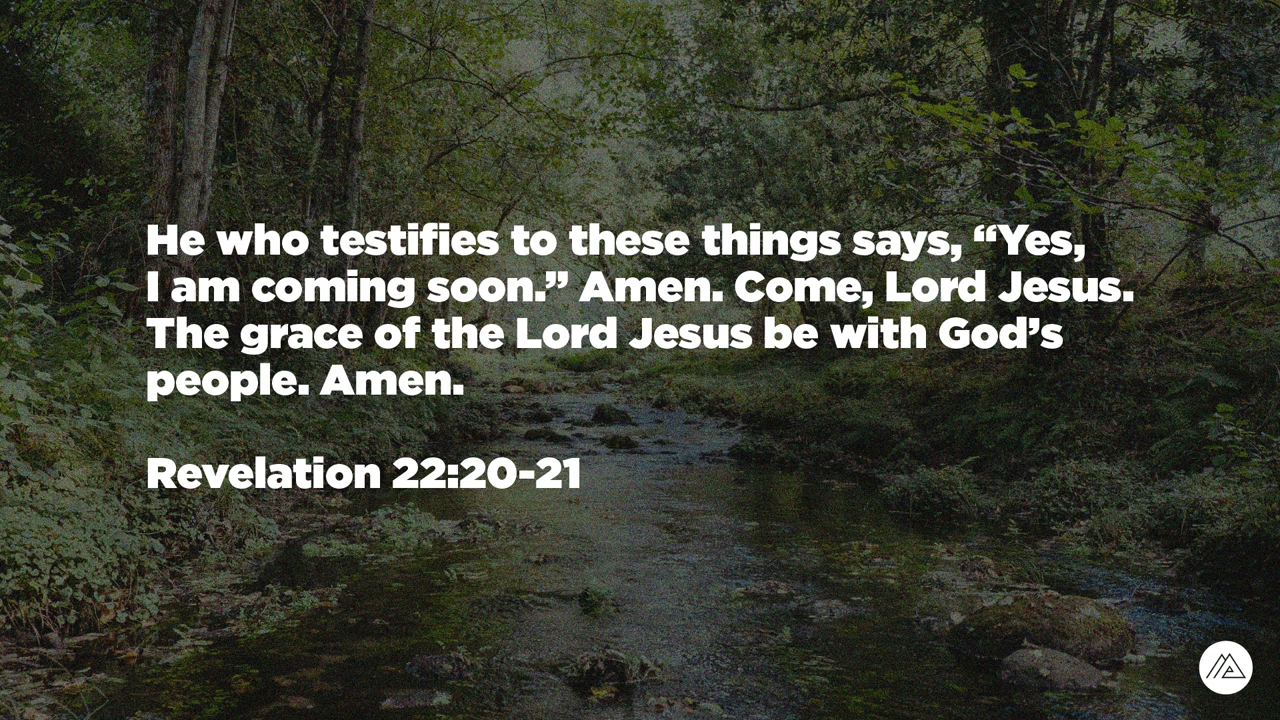 He who testifies to these things says, “Yes,
I am coming soon.” Amen. Come, Lord Jesus.
The grace of the Lord Jesus be with God’s
people. Amen.
Revelation 22:20-21